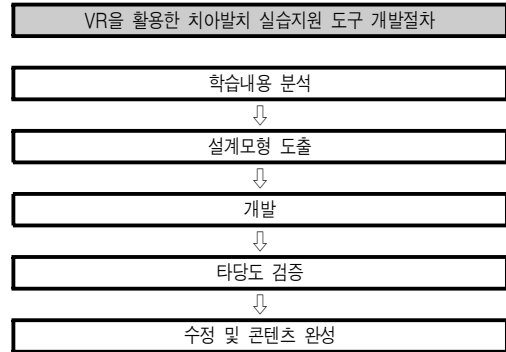 VR을 활용한 치아발치 실습지원 도구 개발절차
학습내용 분석
⇩
설계모형 도출
⇩
개발
⇩
타당도 검증
⇩
수정 및 콘텐츠 완성